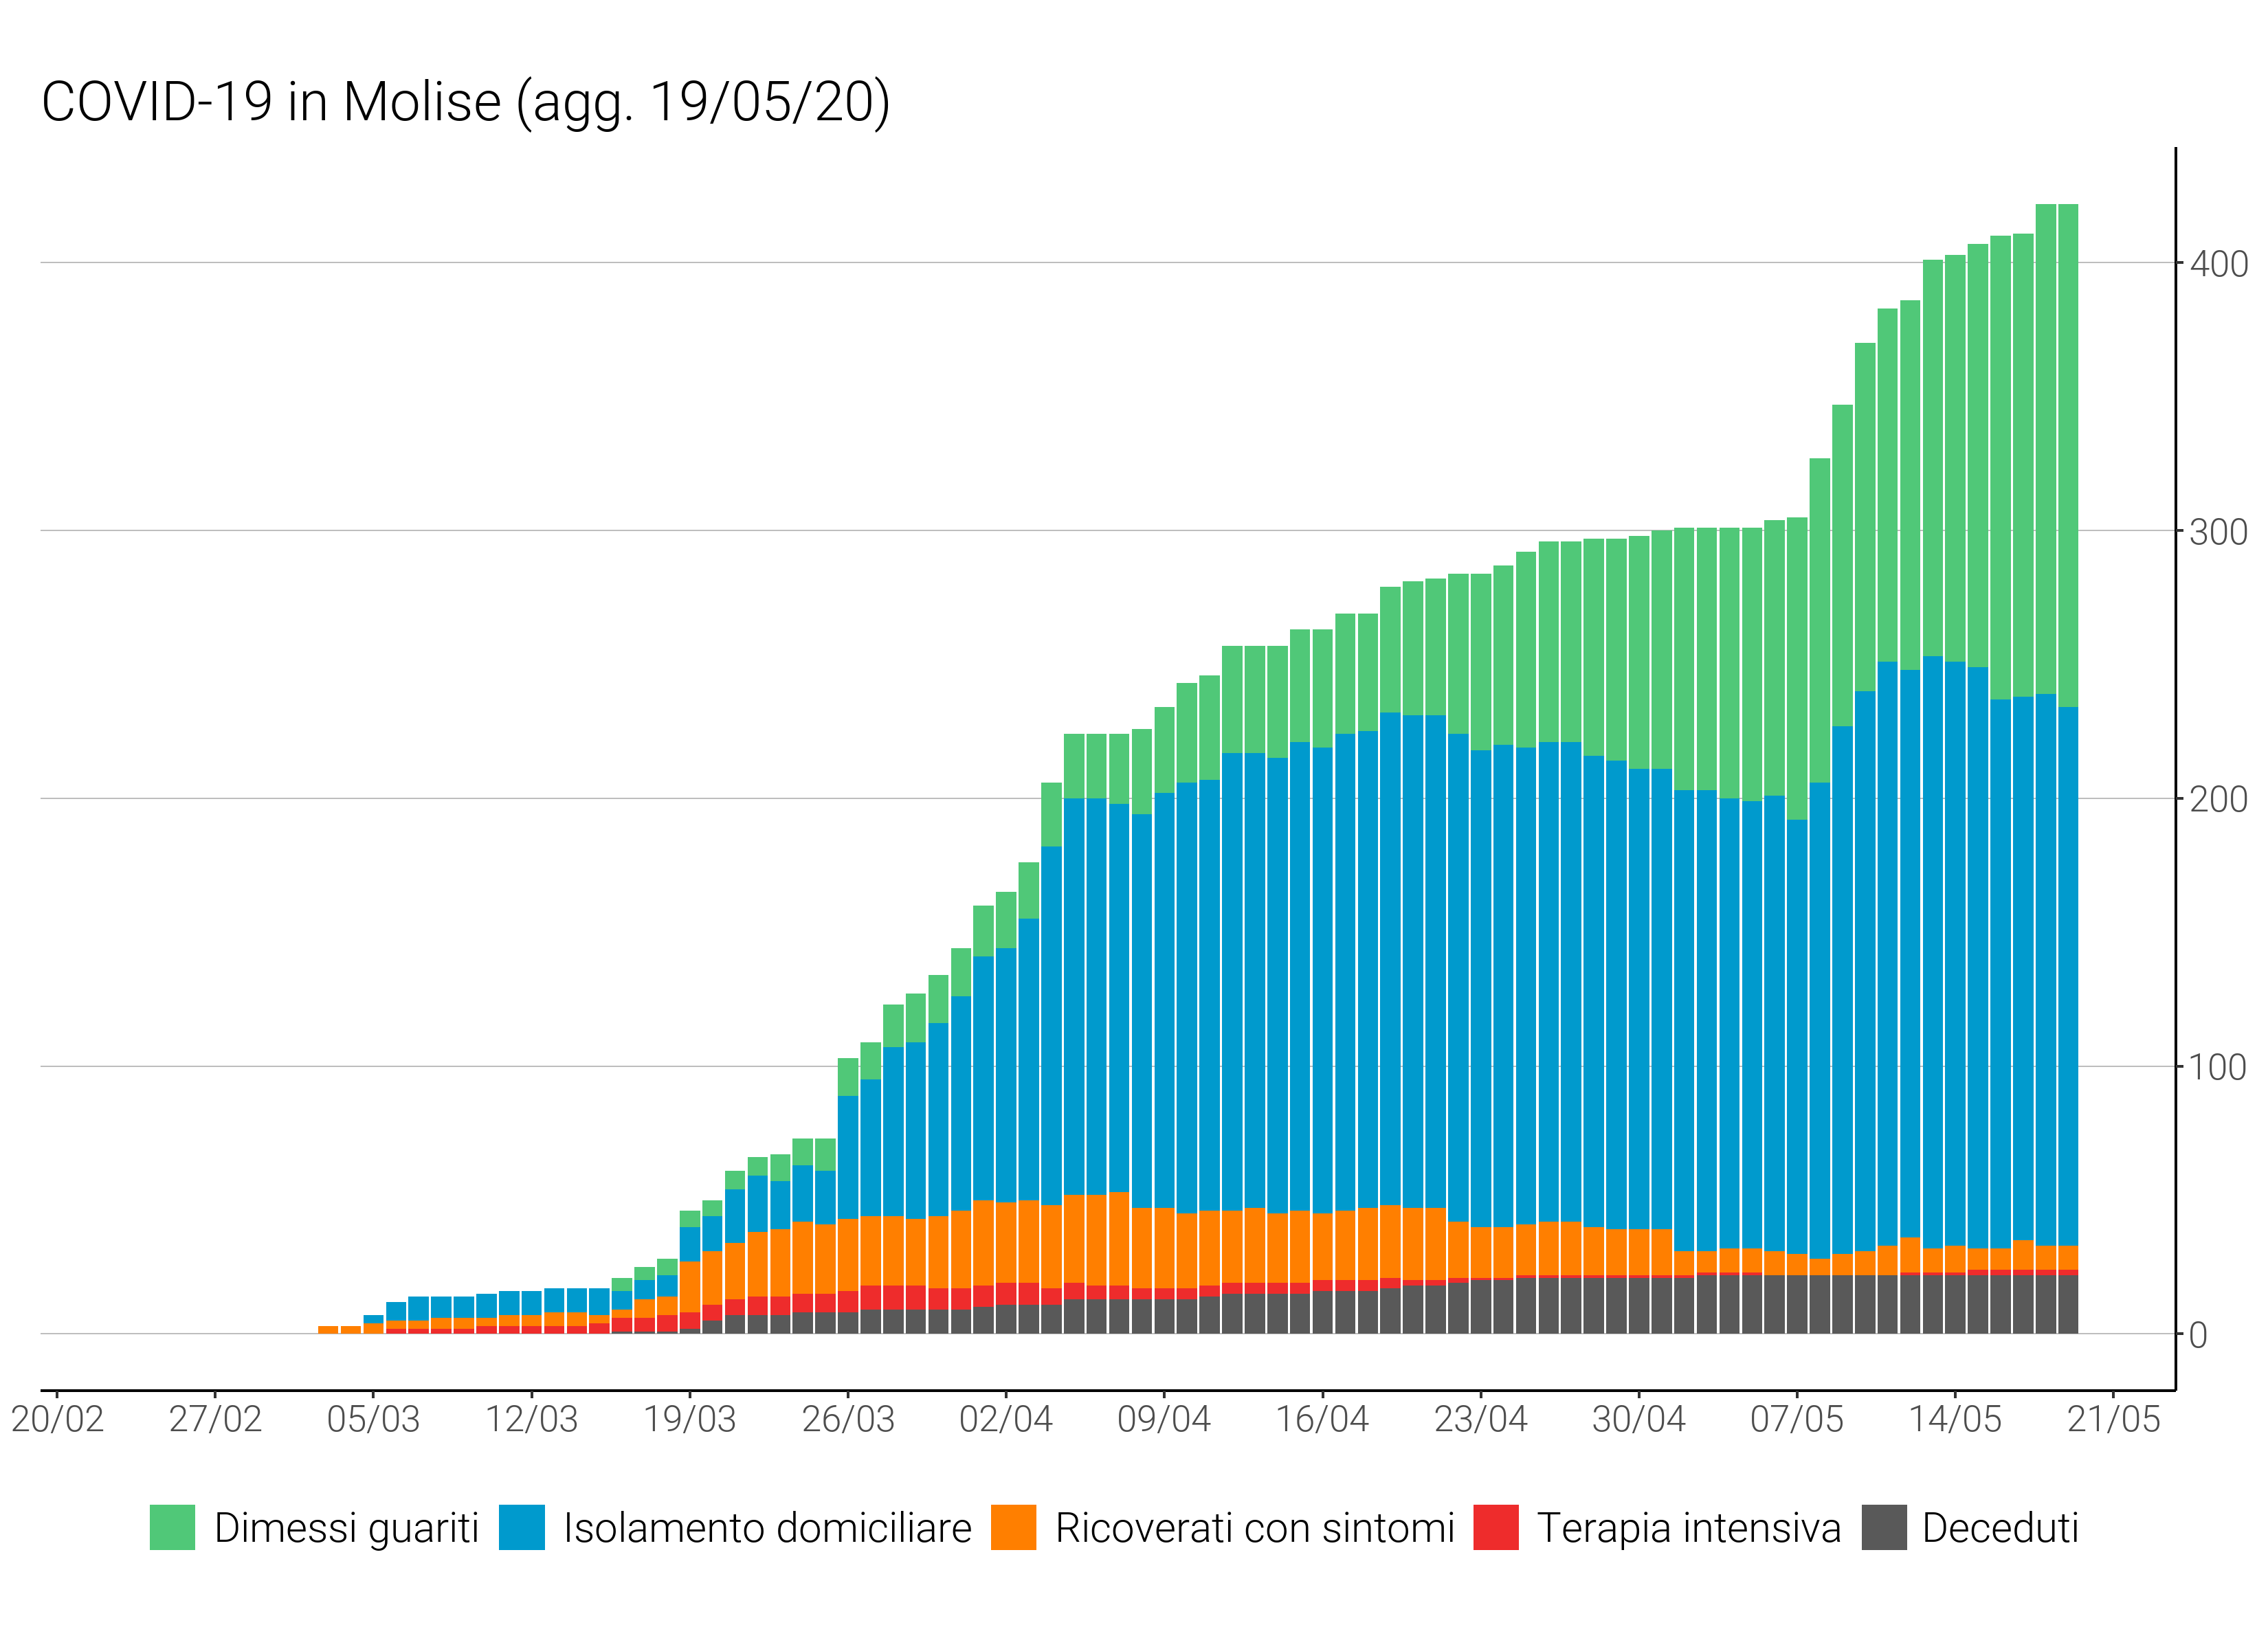 COVID-19 in Molise (agg. 19/05/20)
400
300
200
100
0
20/02 27/02 05/03 12/03 19/03 26/03 02/04 09/04 16/04 23/04 30/04 07/05 14/05 21/05
Dimessi guariti Isolamento domiciliare Ricoverati con sintomi Terapia intensiva Deceduti